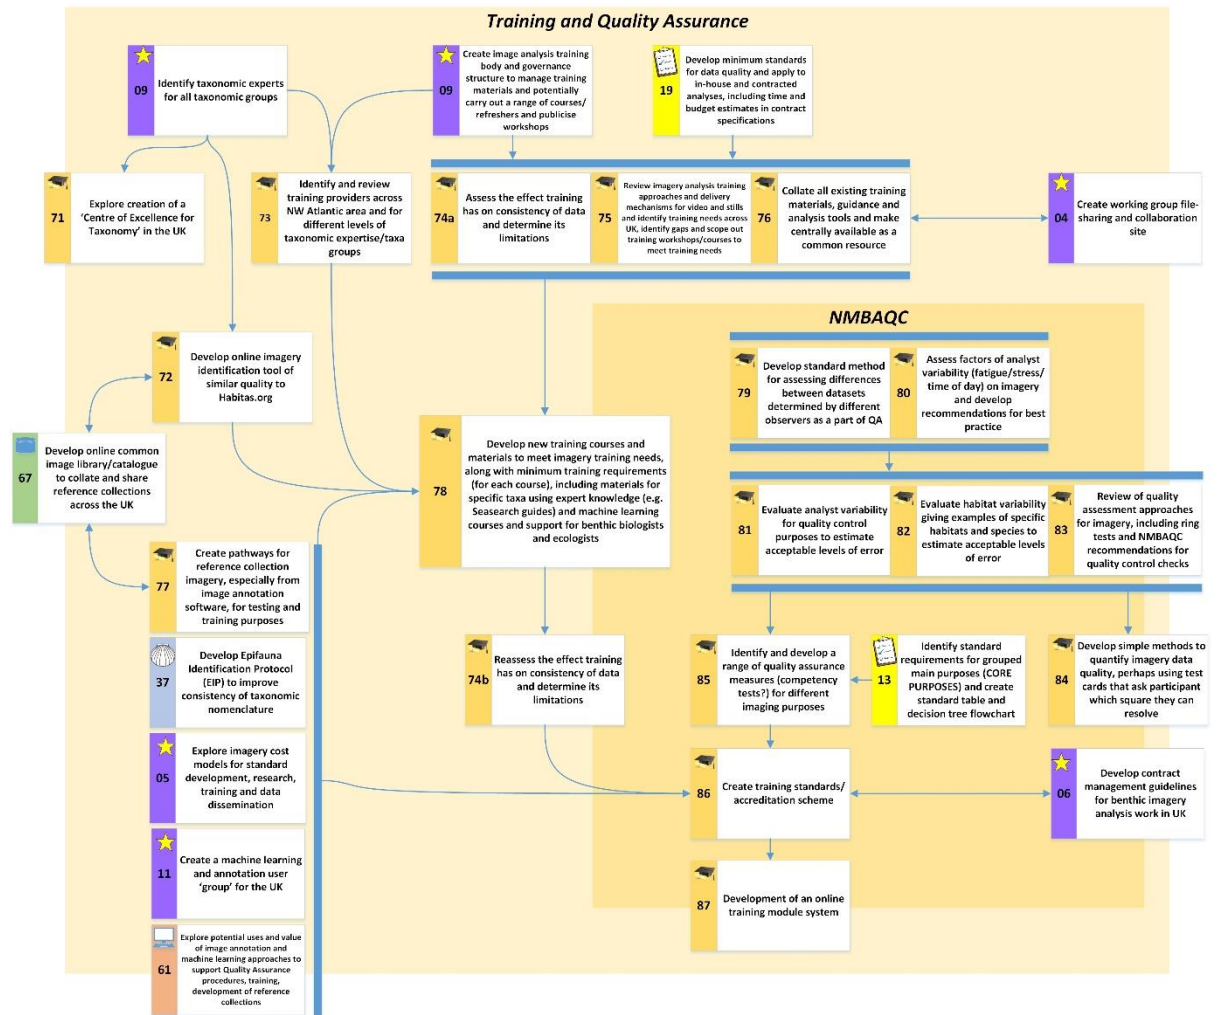 Training and Quality Assurance
09
Identify taxonomic experts
for all taxonomic groups
09
Create image analysis training
body and governance
structure to manage training
materials and potentially
carry out a range of courses/
refreshers and publicise
workshops
19
Develop minimum standards
for data quality and apply to
in-house and contracted
analyses, including time and
budget estimates in contract
specifications
71
Explore creation of a
'Centre of Excellence for
Taxonomy' in the UK
73
Identify and review
training providers across
NW Atlantic area and for
different levels of
taxonomic expertise/taxa
groups
74a
Assess the effect training
has on consistency of data
and determine its
limitations
75
Review imagery analysis training
approaches and delivery
mechanisms for video and stills
and identify training needs across
UK, identify gaps and scope out
training workshops/courses to
meet training needs
76
Collate all existing training
materials, guidance and
analysis tools and make
centrally available as a
common resource
04
Create working group file-
sharing and collaboration
site
NMBAQC
72
Develop online imagery
identification tool of
similar quality to
Habitas.org
79
Develop standard method
for assessing differences
between datasets
determined by different
observers as a part of QA
80
Assess factors of analyst
variability (fatigue/stress/
time of day) on imagery
and develop
recommendations for best
practice
67
Develop online common
image library/catalogue
to collate and share
reference collections
across the UK
78
Develop new training courses and
materials to meet imagery training needs,
along with minimum training requirements
(for each course), including materials for
specific taxa using expert knowledge (e.g.
Seasearch guides) and machine learning
courses and support for benthic biologists
and ecologists
81
Evaluate analyst variability
for quality control
purposes to estimate
acceptable levels of error
82
Evaluate habitat variability
giving examples of specific
habitats and species to
estimate acceptable levels
of error
83
Review of quality
assessment approaches
for imagery, including ring
tests and NMBAQC
recommendations for
quality control checks
77
Create pathways for
reference collection
imagery, especially from
image annotation
software, for testing and
training purposes
37
Develop Epifauna
Identification Protocol
(EIP) to improve
consistency of taxonomic
nomenclature
74b
Reassess the effect training
has on consistency of data
and determine its
limitations
85
Identify and develop a
range of quality assurance
measures (competency
tests?) for different
imaging purposes
13
Identify standard
requirements for grouped
main purposes (CORE
PURPOSES) and create
standard table and
decision tree flowchart
84
Develop simple methods to
quantify imagery data
quality, perhaps using test
cards that ask participant
which square they can
resolve
05
Explore imagery cost
models for standard
development, research,
training and data
dissemination
86
Create training standards/
accreditation scheme
06
Develop contract
management guidelines
for benthic imagery
analysis work in UK
11
Create a machine learning
and annotation user
'group' for the UK
87
Development of an online
training module system
61
Explore potential uses and value
of image annotation and
machine learning approaches to
support Quality Assurance
procedures, training,
development of reference
collections